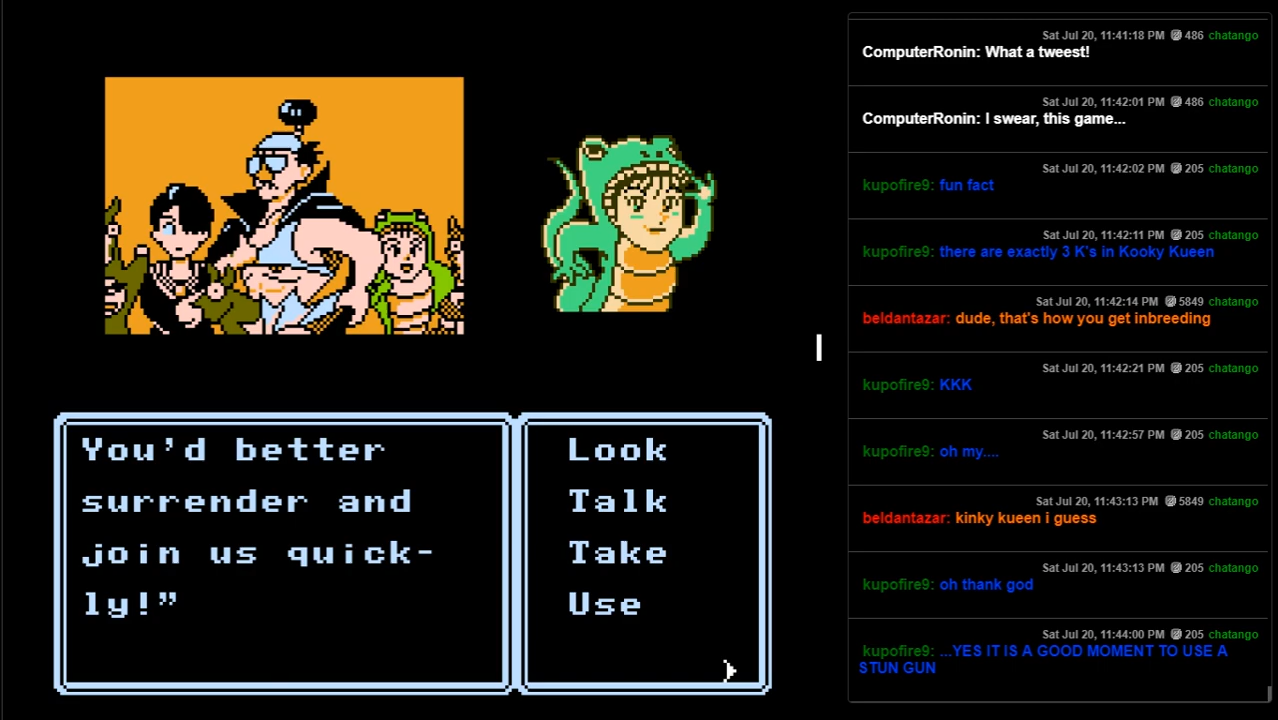 You'd better
surrender and
join us quick-
ly!”
Look
Talk
Take
Use
Sat Jul 20, 11:41:18 PM 486 chatango
ComputerRonin: What a tweest!
Sat Jul 20, 11:42:01 PM 486 chatango
ComputerRonin: I swear, this game...
Sat Jul 20, 11:42:02 PM 205 chatango
kupofire9: fun fact
Sat Jul 20, 11:42:11 PM 205 chatango
kupofire9: there are exactly 3 K's in Kooky Kueen
Sat Jul 20, 11:42:14 PM 5849 chatango
beldantazar: dude, that's how you get inbreeding
Sat Jul 20, 11:42:21 PM 205 chatango
kupofire9: KKK
Sat Jul 20, 11:42:57 PM 205 chatango
kupofire9: oh my....
Sat Jul 20, 11:43:13 PM 5849 chatango
beldantazar: kinky kueen i guess
Sat Jul 20, 11:43:13 PM 205 chatango
kupofire9: oh thank god
Sat Jul 20, 11:44:00 PM 205 chatango
kupofire9: ...YES IT IS A GOOD MOMENT TO USE A
STUN GUN